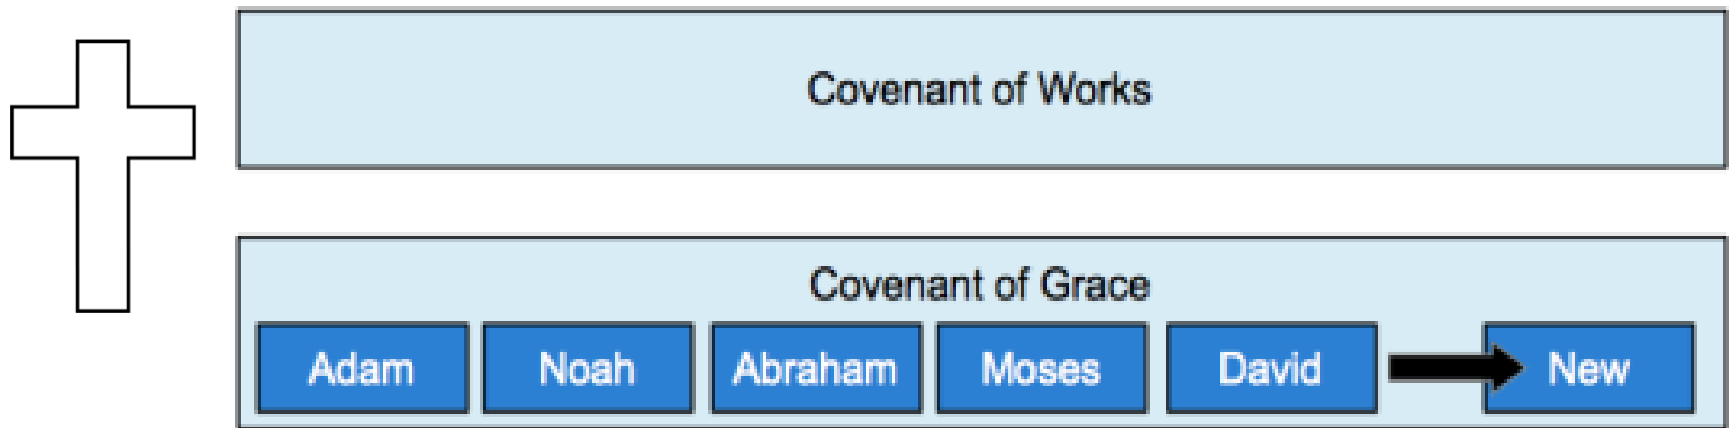 Covenant of Works
Covenant of Grace
Adam Noah Abraham Moses David New